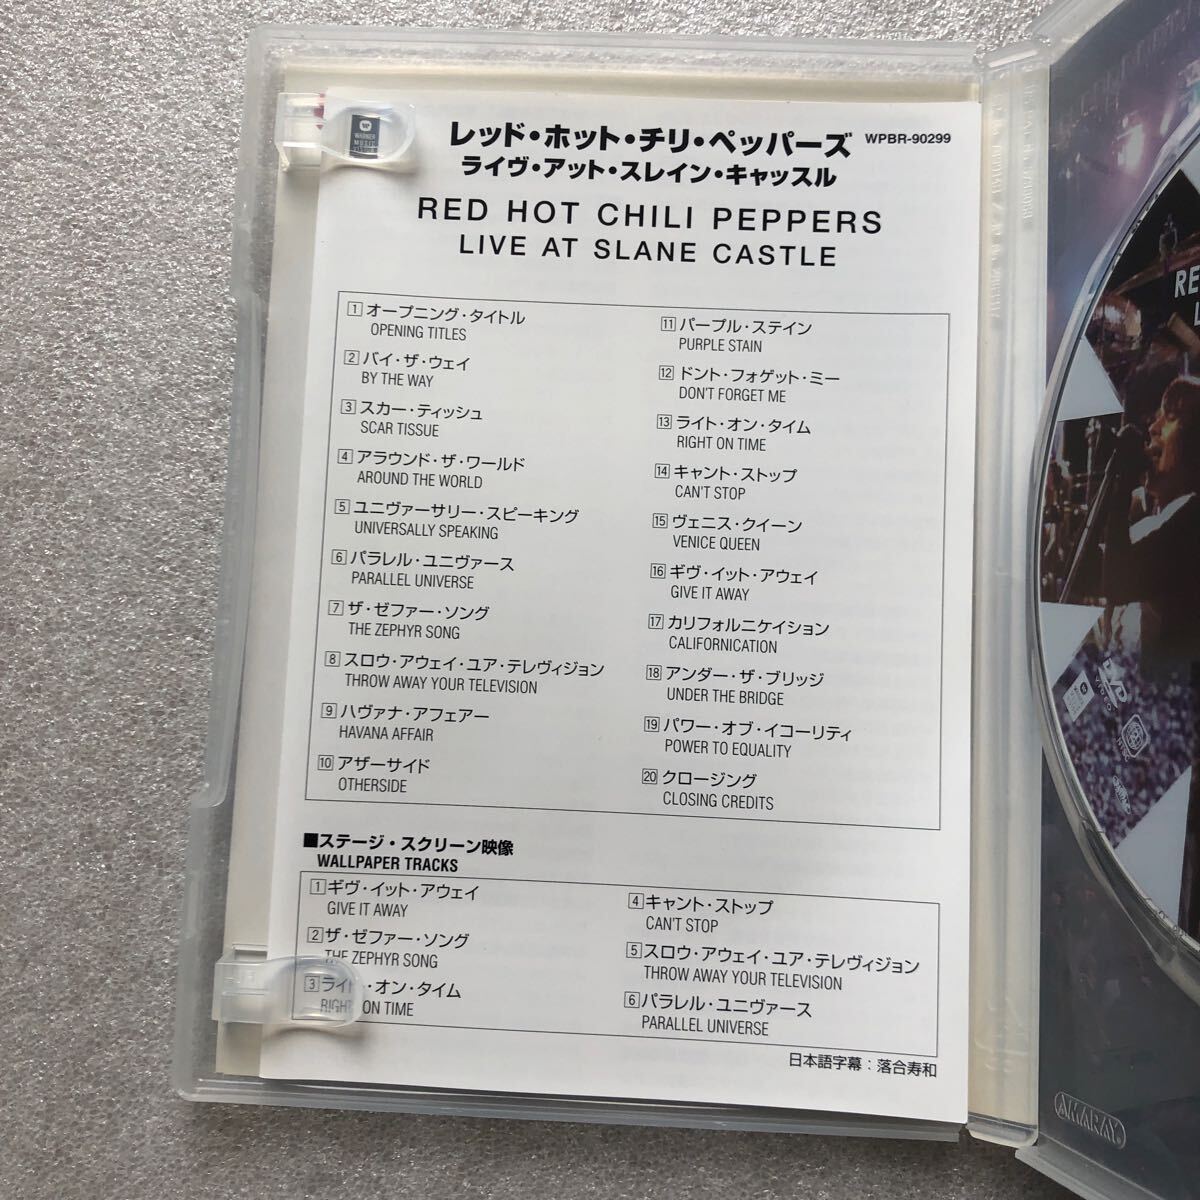 WARNER
MUSIC
レッド・ホット・チリ・ペッパーズ WPBR-90299
ライヴ・アット・スレイン・キャッスル
RED HOT CHILI PEPPERS
LIVE AT SLANE CASTLE
1 オープニング・タイトル
OPENING TITLES
2 バイ・ザ・ウェイ
BY THE WAY
3 スカー・ティッシュ
SCAR TISSUE
4 アラウンド・ザ・ワールド
AROUND THE WORLD
5 ユニヴァーサリー・スピーキング
UNIVERSALLY SPEAKING
6 パラレル・ユニヴァース
PARALLEL UNIVERSE
7 ザ・ゼファー・ソング
THE ZEPHYR SONG
8 スロウ・アウェイ・ユア・テレヴィジョン
THROW AWAY YOUR TELEVISION
9 ハヴァナ・アフェアー
HAVANA AFFAIR
10 アザーサイド
OTHERSIDE
11 パープル・ステイン
PURPLE STAIN
12 ドント・フォゲット・ミー
DON'T FORGET ME
13 ライト・オン・タイム
RIGHT ON TIME
14 キャント・ストップ
CAN'T STOP
15 ヴェニス・クイーン
VENICE QUEEN
16 ギヴ・イット・アウェイ
GIVE IT AWAY
17 カリフォルニケイション
CALIFORNICATION
18 アンダー・ザ・ブリッジ
UNDER THE BRIDGE
19 パワー・オブ・イコーリティ
POWER TO EQUALITY
20 クロージング
CLOSING CREDITS
■ステージ・スクリーン映像
WALLPAPER TRACKS
1 ギヴ・イット・アウェイ
GIVE IT AWAY
2 ザ・ゼファー・ソング
THE ZEPHYR SONG
3 ライト・オン・タイム
RIGHT ON TIME
4 キャント・ストップ
CAN'T STOP
5 スロウ・アウェイ・ユア・テレヴィジョン
THROW AWAY YOUR TELEVISION
6 パラレル・ユニヴァース
PARALLEL UNIVERSE
日本語字幕：落合寿和
RE
L
DVD
VIDEO
AMARAY